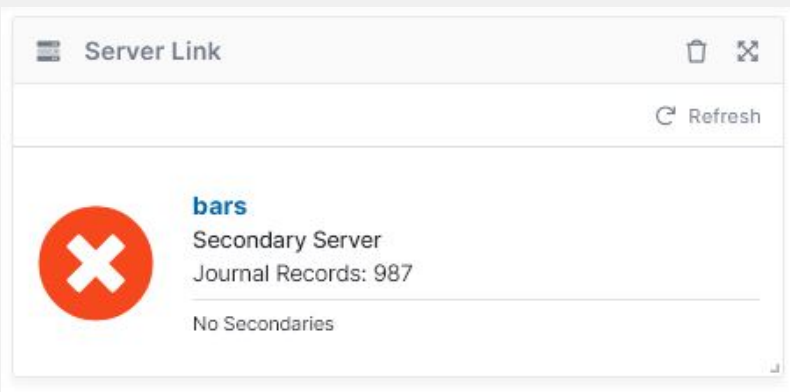 Server Link
Refresh
bars
Secondary Server
Journal Records: 987
No Secondaries